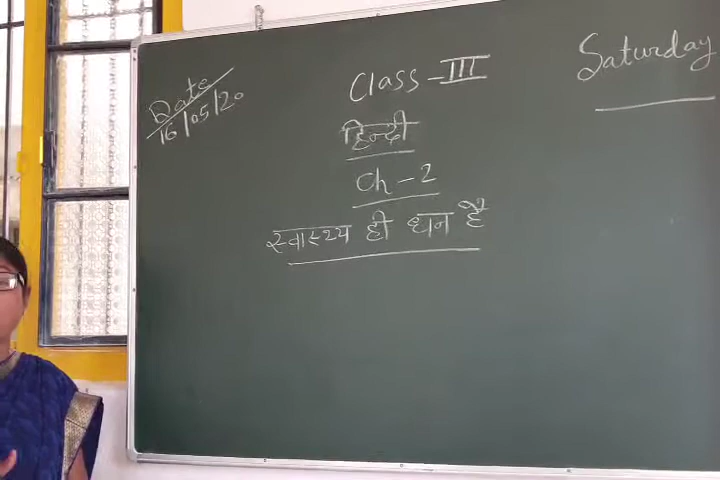 Date
16/05/20
Class - III
हिन्दी
Ch - 2
स्वास्थ्य ही धन है
Saturday